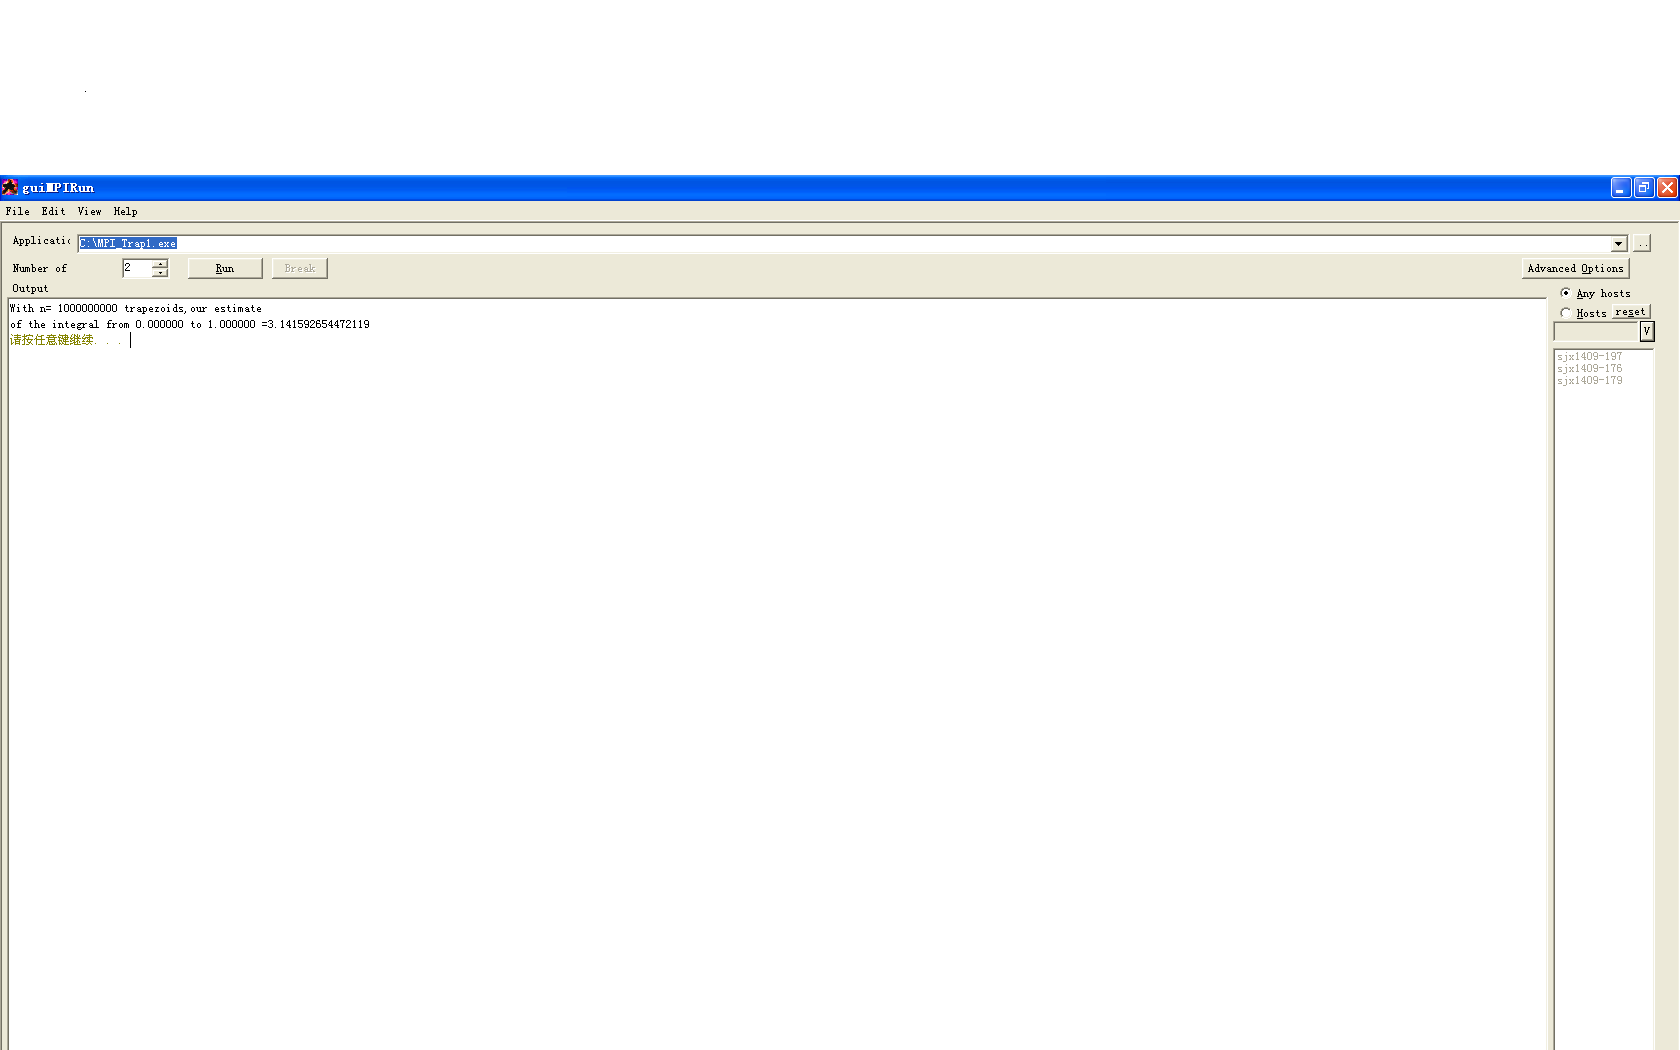 guiMPIRun
File Edit View Help
Applicatic C:\MPI_Trap1.exe ..
Number of 2 Run Break Advanced Options
Output
Any hosts
Hosts reset
V
With n= 1000000000 trapezoids,our estimate
of the integral from 0.000000 to 1.000000 =3.141592654472119
请按任意键继续. . .
sjx1409-197
sjx1409-176
sjx1409-179